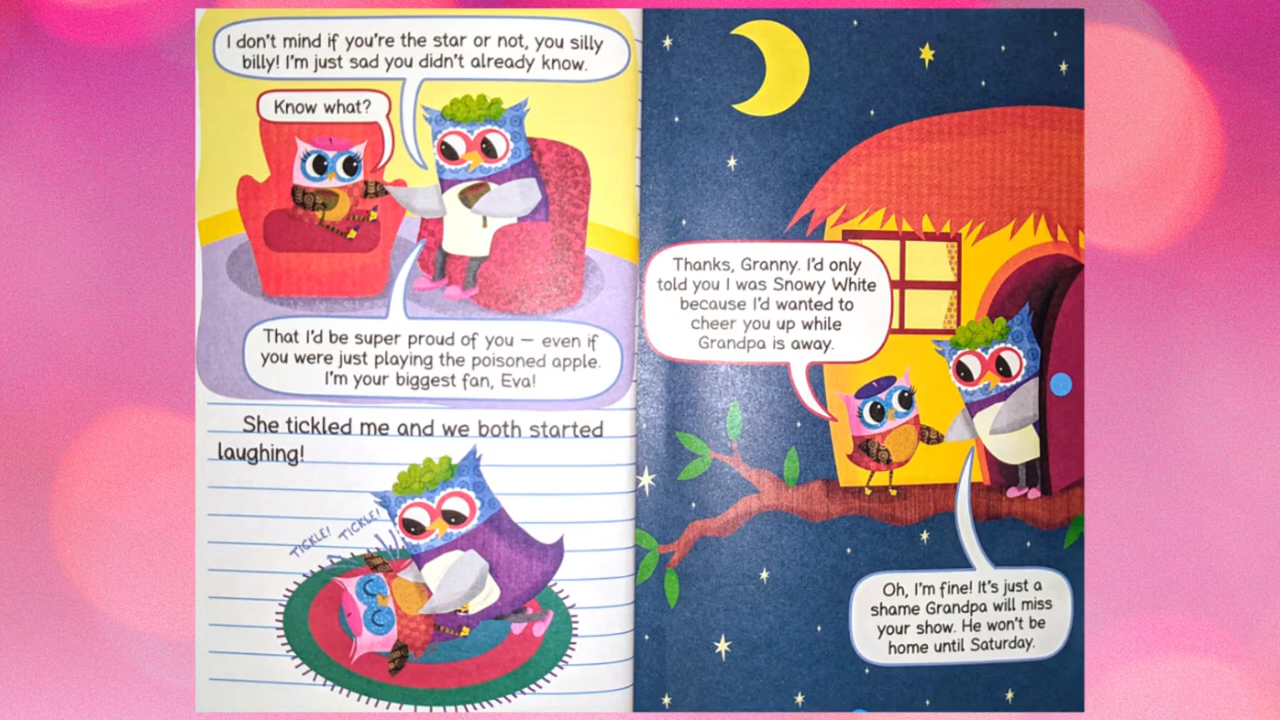 I don't mind if you're the star or not, you silly
billy! I'm just sad you didn't already know.
Know what?
That I'd be super proud of you – even if
you were just playing the poisoned apple.
I'm your biggest fan, Eva!
She tickled me and we both started
laughing!
TICKLE! TICKLE!
Thanks, Granny. I'd only
told you I was Snowy White
because I'd wanted to
cheer you up while
Grandpa is away.
Oh, I'm fine! It's just a
shame Grandpa will miss
your show. He won't be
home until Saturday.